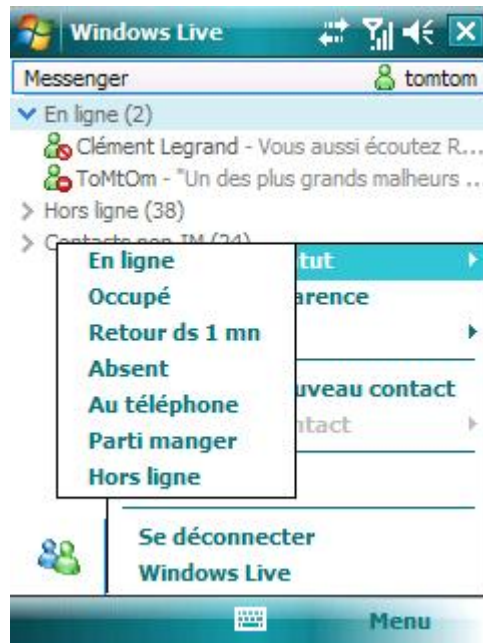 Windows Live
Messenger tomtom
En ligne (2)
Clément Legrand - Vous aussi écoutez R...
ToMtOm - "Un des plus grands malheurs ...
Hors ligne (38)
Contacts non IM (24)
En ligne
Occupé
Retour ds 1 mn
Absent
Au téléphone
Parti manger
Hors ligne
tut
arence
uveau contact
ntact
Se déconnecter
Windows Live
Menu